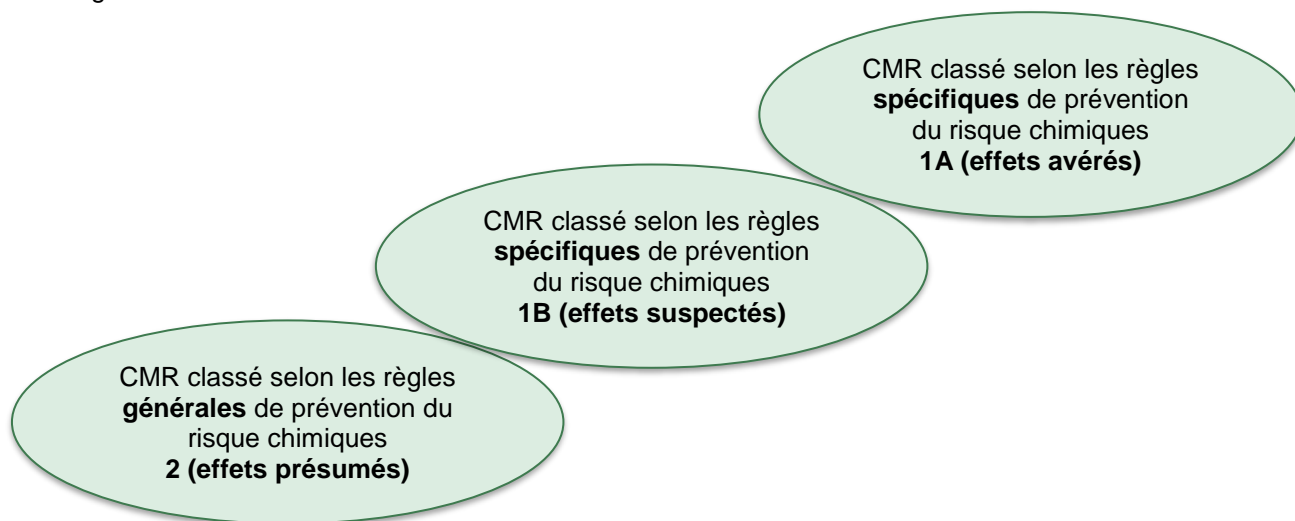 CMR classé selon les règles
spécifiques de prévention
du risque chimiques
1A (effets avérés)
CMR classé selon les règles
spécifiques de prévention
du risque chimiques
1B (effets suspectés)
CMR classé selon les règles
générales de prévention du
risque chimiques
2 (effets présumés)